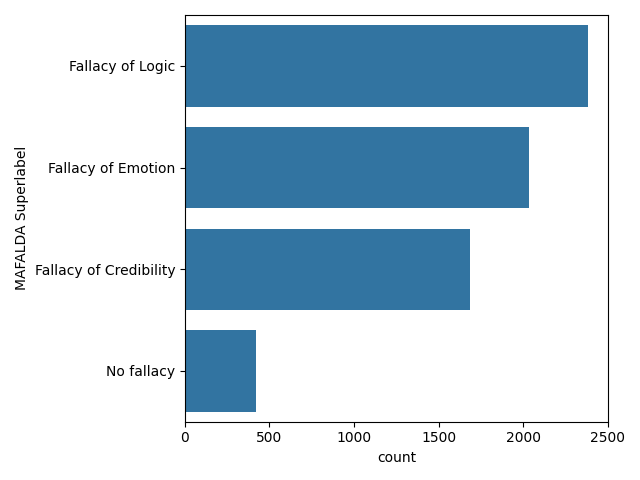 Fallacy of Logic
Fallacy of Emotion
Fallacy of Credibility
No fallacy
MAFALDA Superlabel
0 500 1000 1500 2000 2500
count